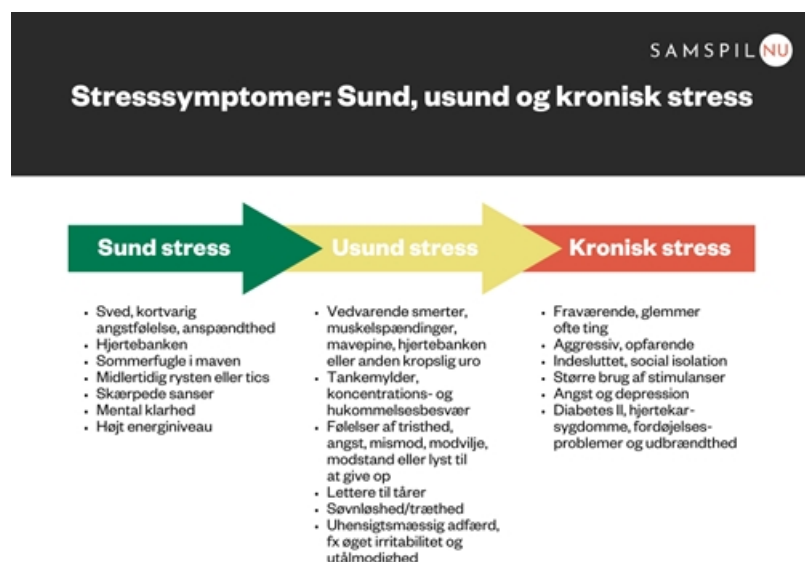 SAMSPIL NU
Stresssymptomer: Sund, usund og kronisk stress
Sund stress
Usund stress
Kronisk stress
• Sved, kortvarig
angstfølelse, anspændthed
• Hjertebanken
• Sommerfugle i maven
• Midlertidig rysten eller tics
• Skærpede sanser
• Mental klarhed
• Højt energiniveau
• Vedvarende smerter,
muskelspændinger,
mavepine, hjertebanken
eller anden kropslig uro
• Tankemylder,
koncentrations- og
hukommelsesbesvær
• Følelser af tristhed,
angst, mismod, modvilje,
modstand eller lyst til
at give op
• Lettere til tårer
• Søvnløshed/træthed
• Uhensigtsmæssig adfærd,
fx øget irritabilitet og
utålmodighed
• Fraværende, glemmer
ofte ting
• Aggressiv, opfarende
• Indesluttet, social isolation
• Større brug af stimulanser
• Angst og depression
• Diabetes II, hjertekar-
sygdomme, fordøjelses-
problemer og udbrændthed